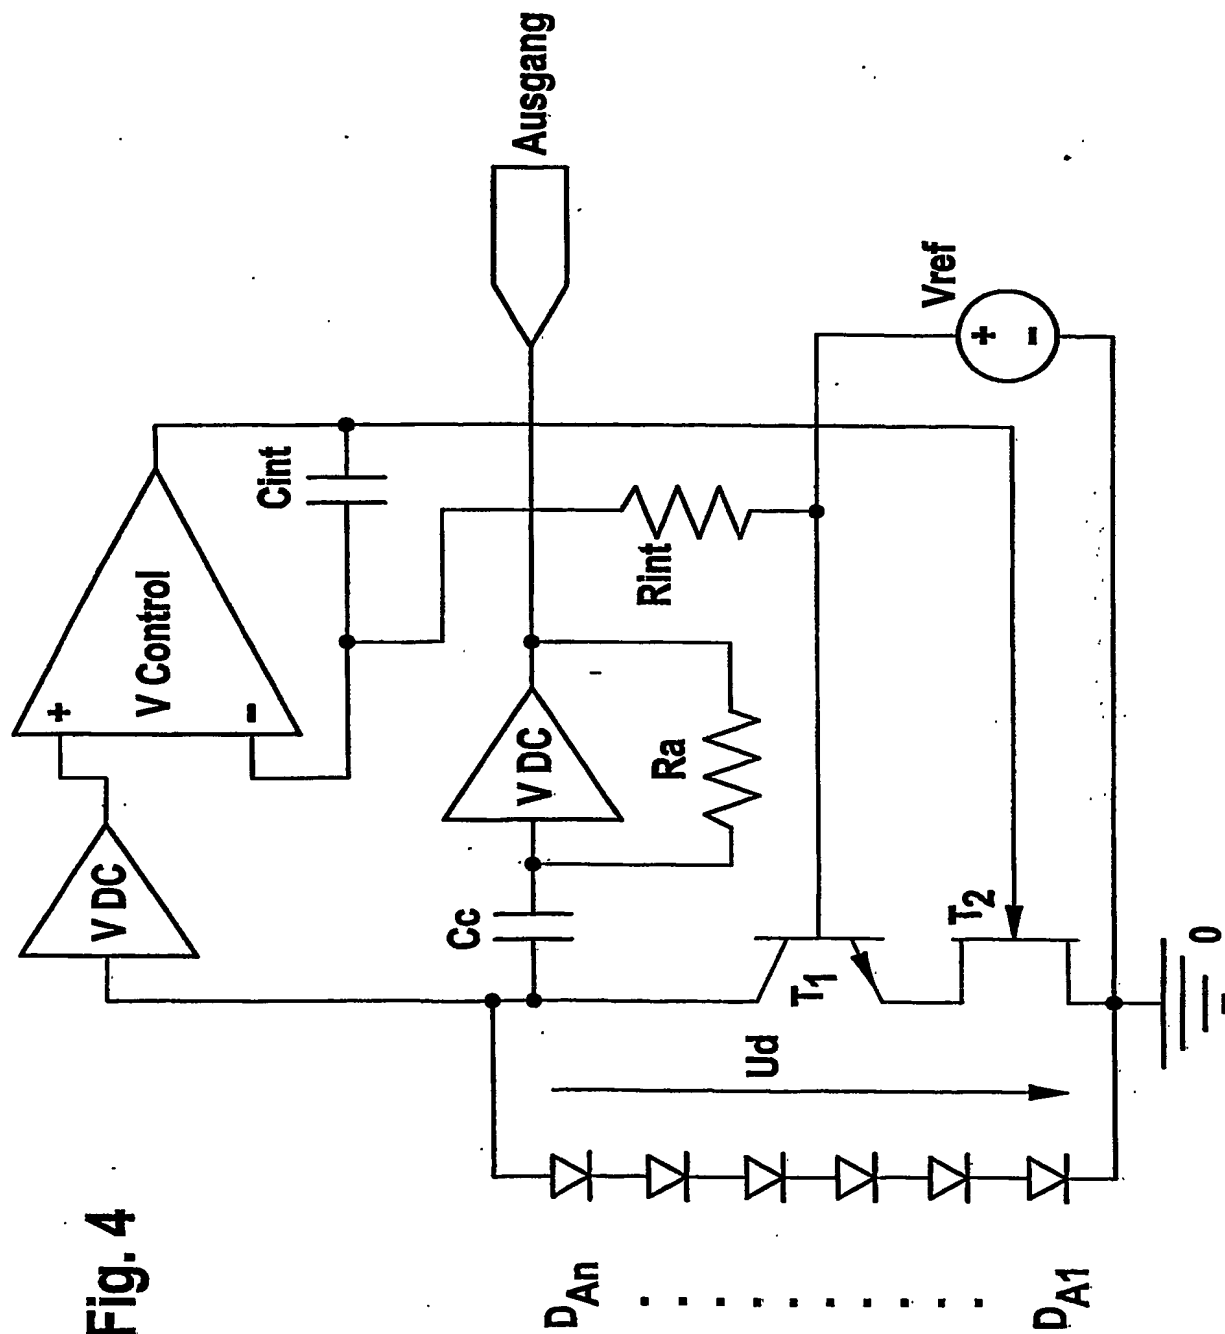 Fig. 4
V DC
+
V Control
-
Cint
Ausgang
V DC
Cc
Ra
Rint
Vref
+
-
T1
T2
Ud
0
DAn
.........
DA1